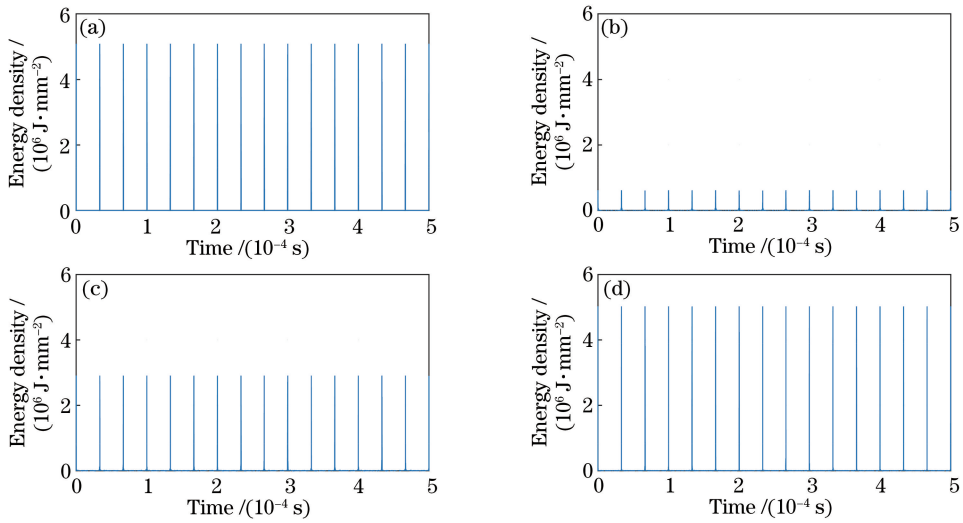 (a)
Energy density /
(10⁶ J·mm⁻²)
6
4
2
0
0 1 2 3 4 5
Time /(10⁻⁴ s)
(b)
Energy density /
(10⁶ J·mm⁻²)
6
4
2
0
0 1 2 3 4 5
Time /(10⁻⁴ s)
(c)
Energy density /
(10⁶ J·mm⁻²)
6
4
2
0
0 1 2 3 4 5
Time /(10⁻⁴ s)
(d)
Energy density /
(10⁶ J·mm⁻²)
6
4
2
0
0 1 2 3 4 5
Time /(10⁻⁴ s)